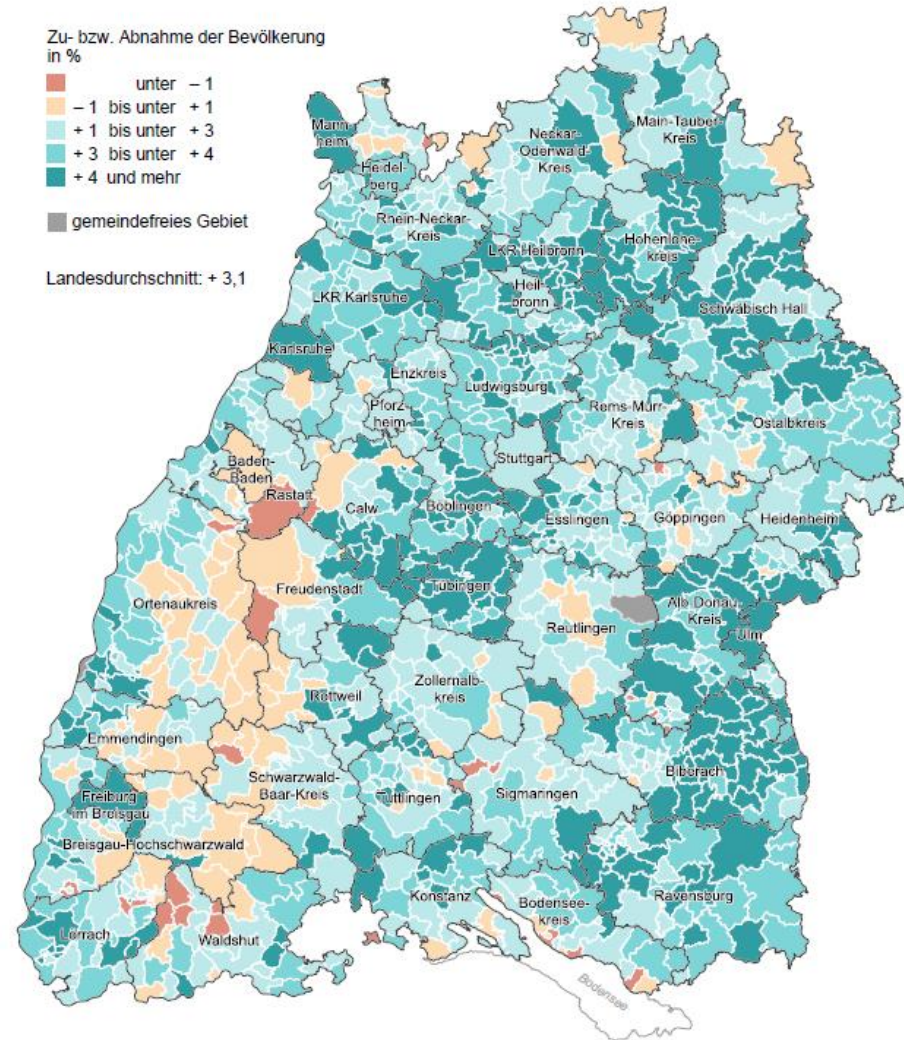 Zu- bzw. Abnahme der Bevölkerung
in %
unter – 1
– 1 bis unter + 1
+ 1 bis unter + 3
+ 3 bis unter + 4
+ 4 und mehr
gemeindefreies Gebiet
Landesdurchschnitt: + 3,1
Mann-
heim
Heidel-
berg
Neckar-
Odenwald-
Kreis
Main-Tauber-
Kreis
Rhein-Neckar-
Kreis
LKR Heilbronn
Hohenlohe-
kreis
Heil-
bronn
LKR Karlsruhe
Schwäbisch Hall
Karlsruhe
Enzkreis
Ludwigsburg
Pforz-
heim
Rems-Murr-
Kreis
Ostalbkreis
Stuttgart
Baden-
Baden
Rastatt
Calw
Böblingen
Esslingen
Göppingen
Heidenheim
Ortenaukreis
Freudenstadt
Tübingen
Reutlingen
Alb-Donau-
Kreis
Ulm
Rottweil
Zollernalb-
kreis
Emmendingen
Schwarzwald-
Baar-Kreis
Tuttlingen
Sigmaringen
Biberach
Freiburg
im Breisgau
Breisgau-Hochschwarzwald
Konstanz
Bodensee-
kreis
Ravensburg
Lörrach
Waldshut
Bodensee